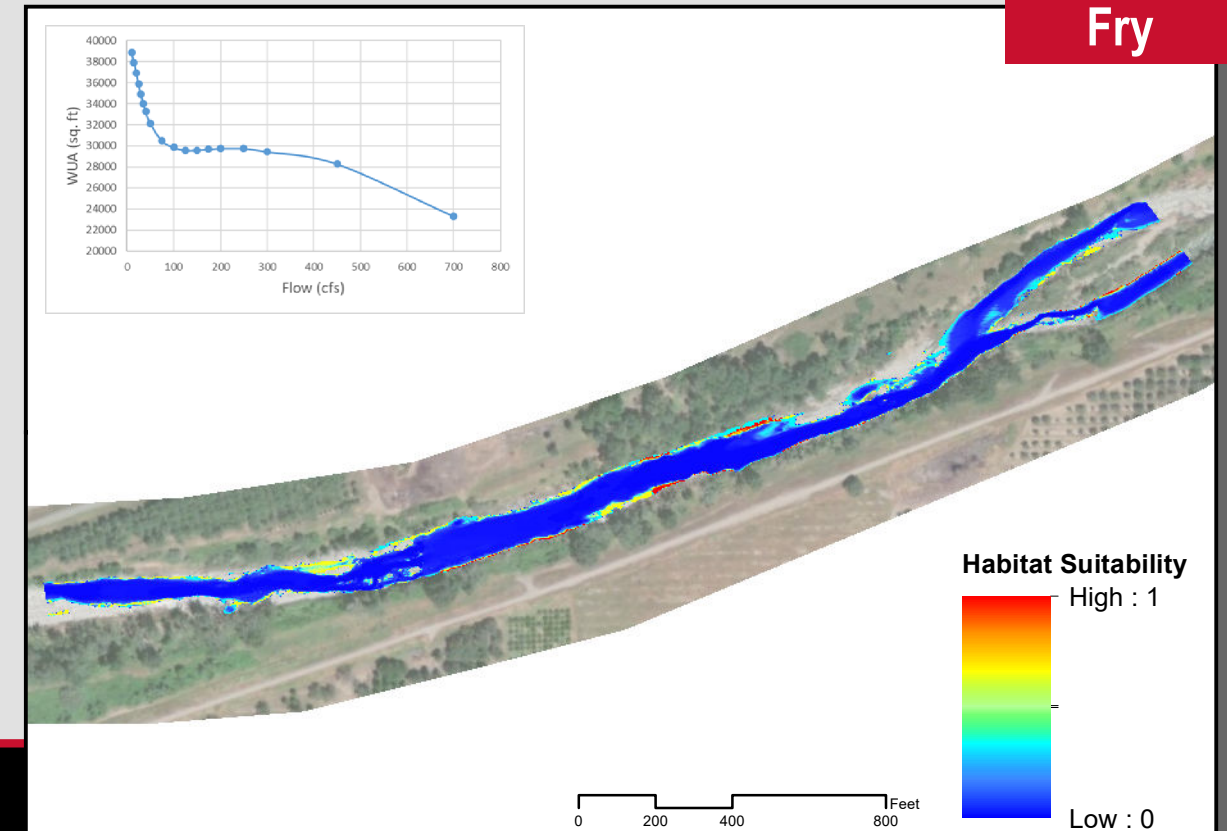 Fry
40000
38000
36000
34000
32000
30000
28000
26000
24000
22000
20000
WUA (sq. ft)
0 100 200 300 400 500 600 700 800
Flow (cfs)
Habitat Suitability
High : 1
Low : 0
Feet
0 200 400 800